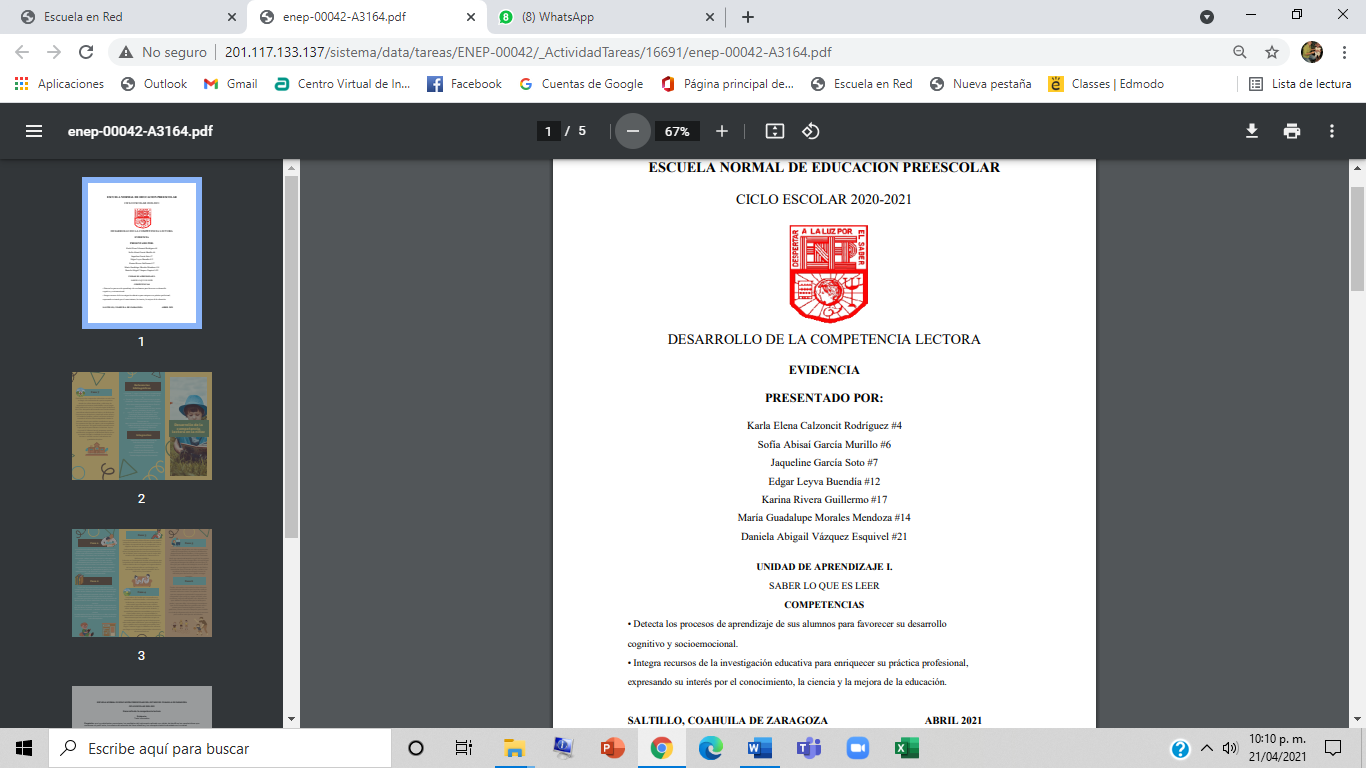 Escuela en Red
enep-00042-A3164.pdf
(8) WhatsApp
No seguro
201.117.133.137/sistema/data/tareas/ENEP-00042/_ActividadTareas/16691/enep-00042-A3164.pdf
Aplicaciones
Outlook
Gmail
Centro Virtual de In...
Facebook
Cuentas de Google
Página principal de...
Escuela en Red
Nueva pestaña
Classes | Edmodo
Lista de lectura
enep-00042-A3164.pdf
1 / 5
67%
1
2
3
ESCUELA NORMAL DE EDUCACION PREESCOLAR
CICLO ESCOLAR 2020-2021
DESPERTAR A LA LUZ POR EL SABER
ENEP
DESARROLLO DE LA COMPETENCIA LECTORA
EVIDENCIA
PRESENTADO POR:
Karla Elena Calzoncit Rodríguez #4
Sofía Abisaí García Murillo #6
Jaqueline García Soto #7
Edgar Leyva Buendía #12
Karina Rivera Guillermo #17
María Guadalupe Morales Mendoza #14
Daniela Abigail Vázquez Esquivel #21
UNIDAD DE APRENDIZAJE I.
SABER LO QUE ES LEER
COMPETENCIAS
• Detecta los procesos de aprendizaje de sus alumnos para favorecer su desarrollo
cognitivo y socioemocional.
• Integra recursos de la investigación educativa para enriquecer su práctica profesional,
expresando su interés por el conocimiento, la ciencia y la mejora de la educación.
SALTILLO, COAHUILA DE ZARAGOZA ABRIL 2021
Escribe aquí para buscar
10:10 p. m.
21/04/2021